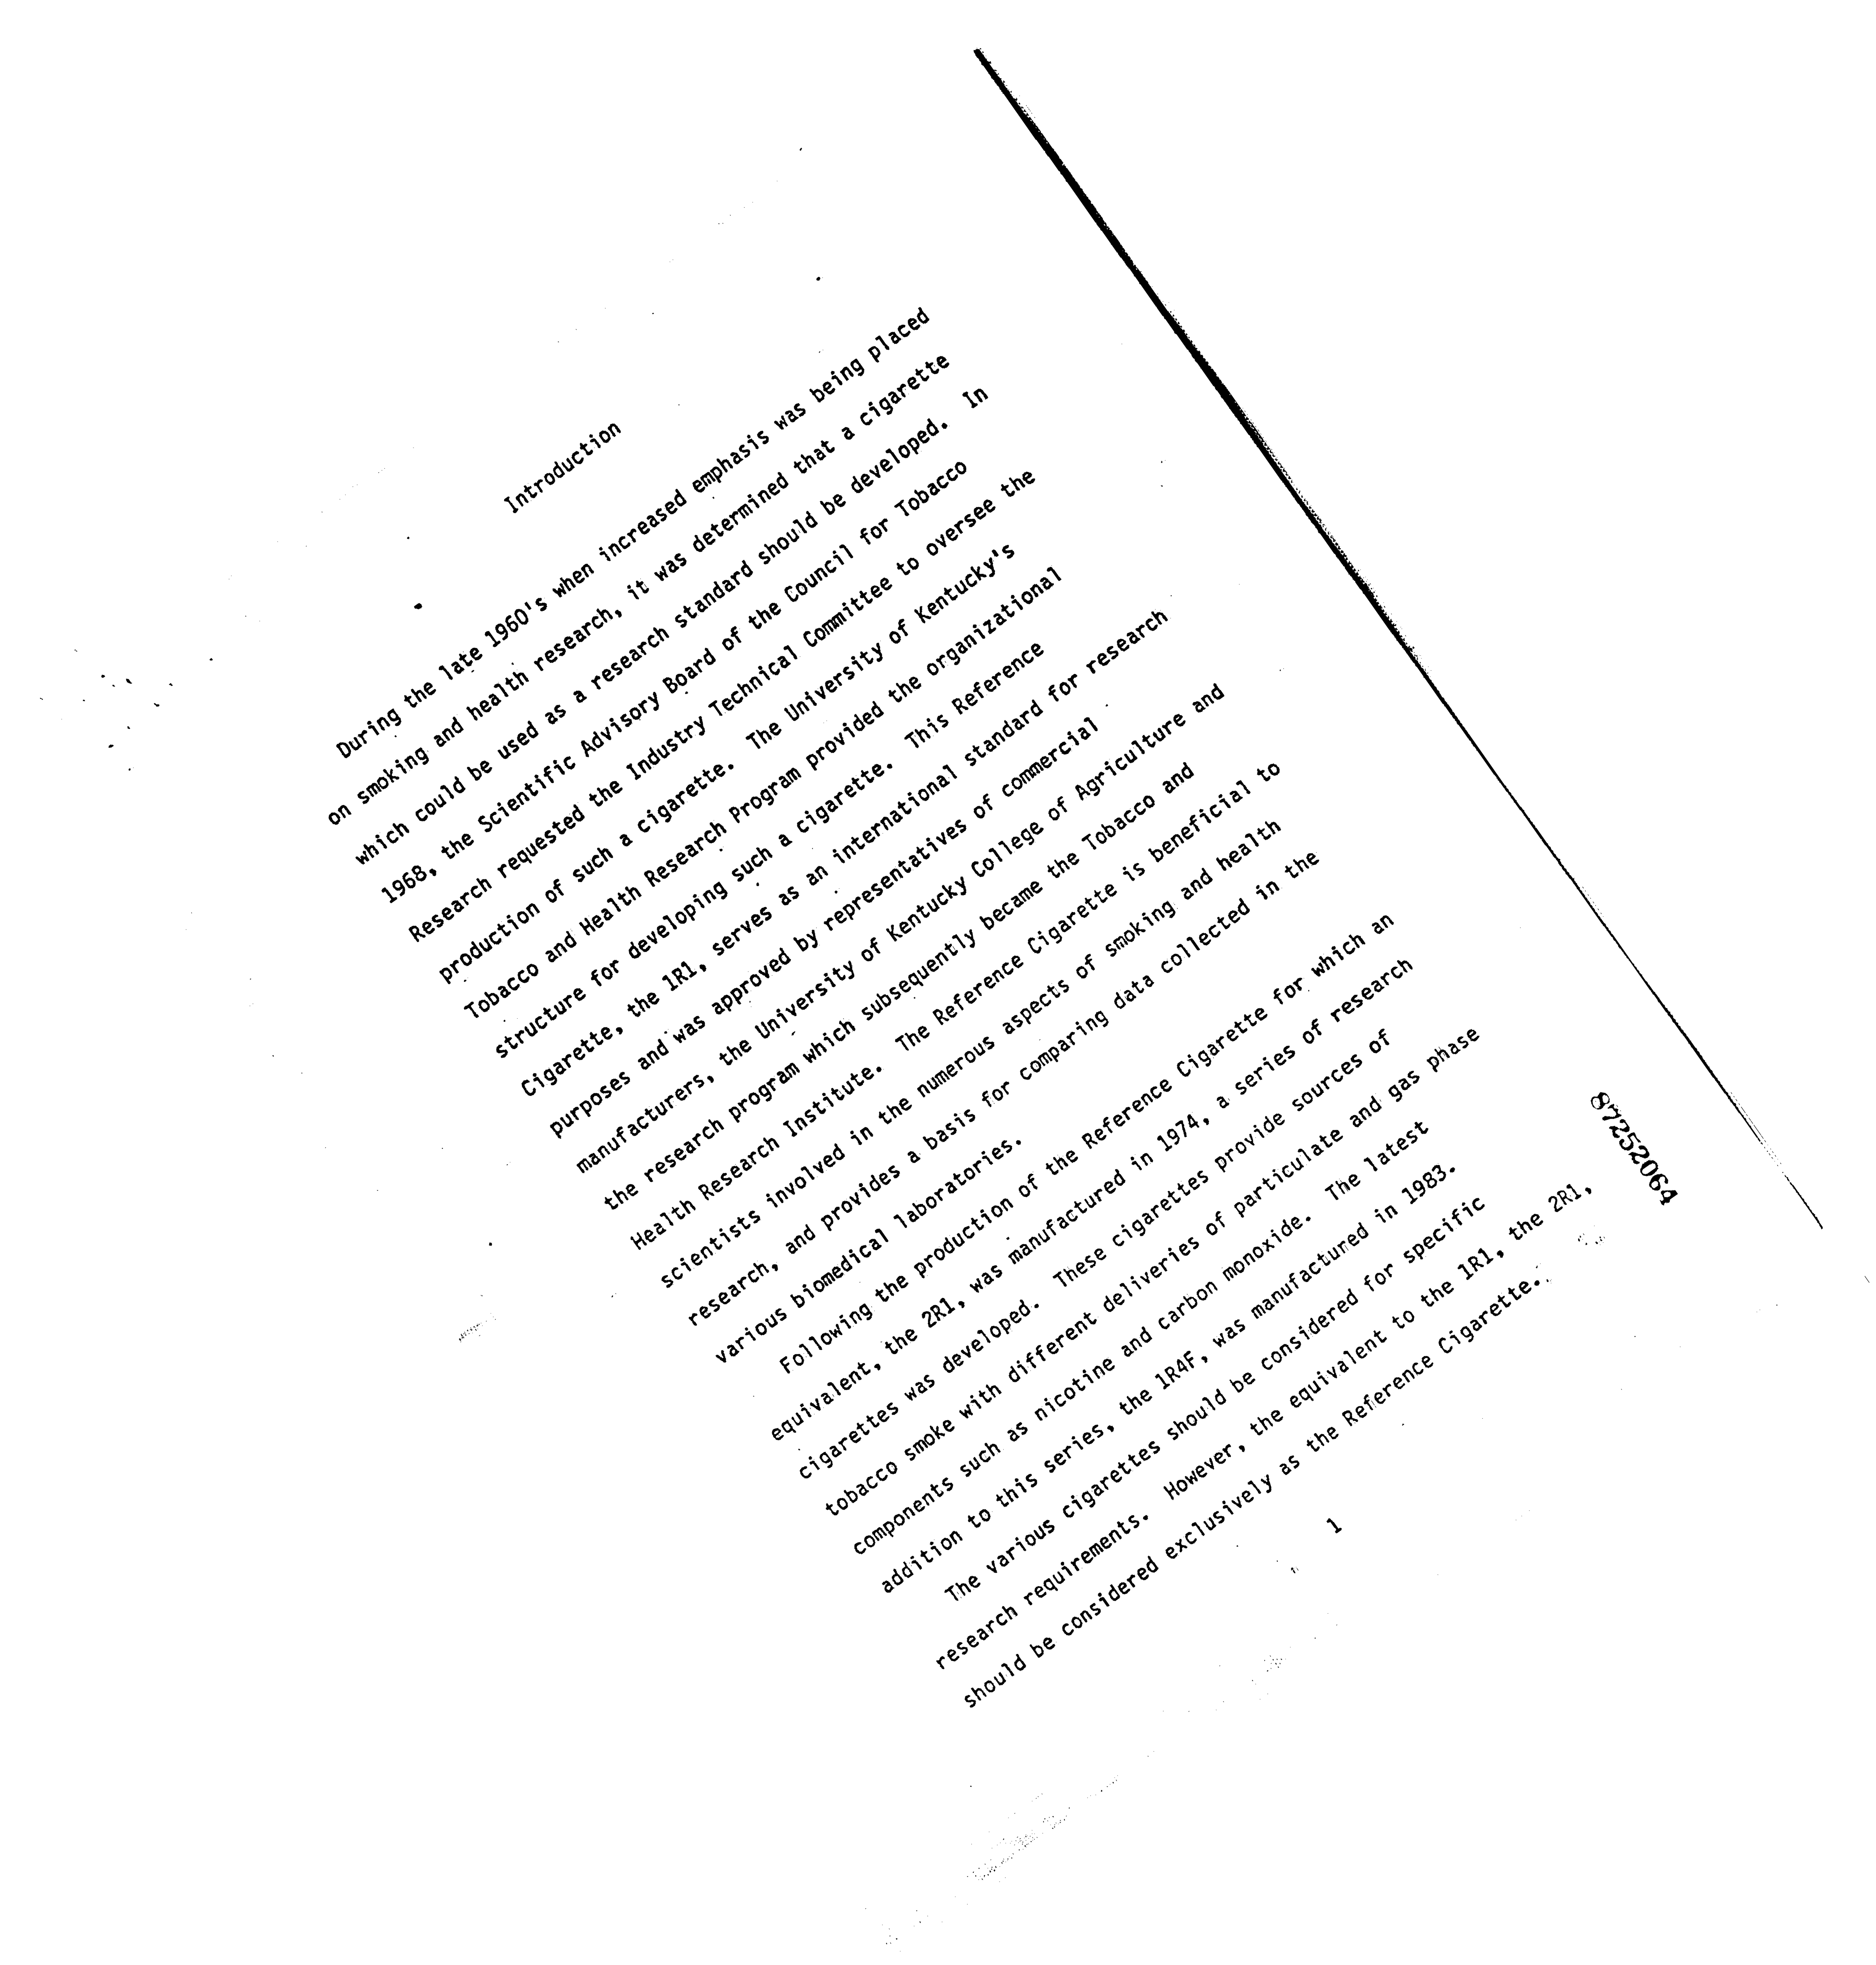 Introduction
During the late 1960's when increased emphasis was being placed
on smoking and health research, it was determined that a cigarette
which could be used as a research standard should be developed. In
1968, the Scientific Advisory Board of the Council for Tobacco
Research requested the Industry Technical Committee to oversee the
production of such a cigarette. The University of Kentucky's
Tobacco and Health Research Program provided the organizational
structure for developing such a cigarette. This Reference
Cigarette, the 1R1, serves as an international standard for research
purposes and was approved by representatives of commercial
manufacturers, the University of Kentucky College of Agriculture and
the research program which subsequently became the Tobacco and
Health Research Institute. The Reference Cigarette is beneficial to
scientists involved in the numerous aspects of smoking and health
research, and provides a basis for comparing data collected in the
various biomedical laboratories.
Following the production of the Reference Cigarette for which an
equivalent, the 2R1, was manufactured in 1974, a series of research
cigarettes was developed. These cigarettes provide sources of
tobacco smoke with different deliveries of particulate and gas phase
components such as nicotine and carbon monoxide. The latest
addition to this series, the 1R4F, was manufactured in 1983.
The various cigarettes should be considered for specific
research requirements. However, the equivalent to the 1R1, the 2R1,
should be considered exclusively as the Reference Cigarette.
1
87252064